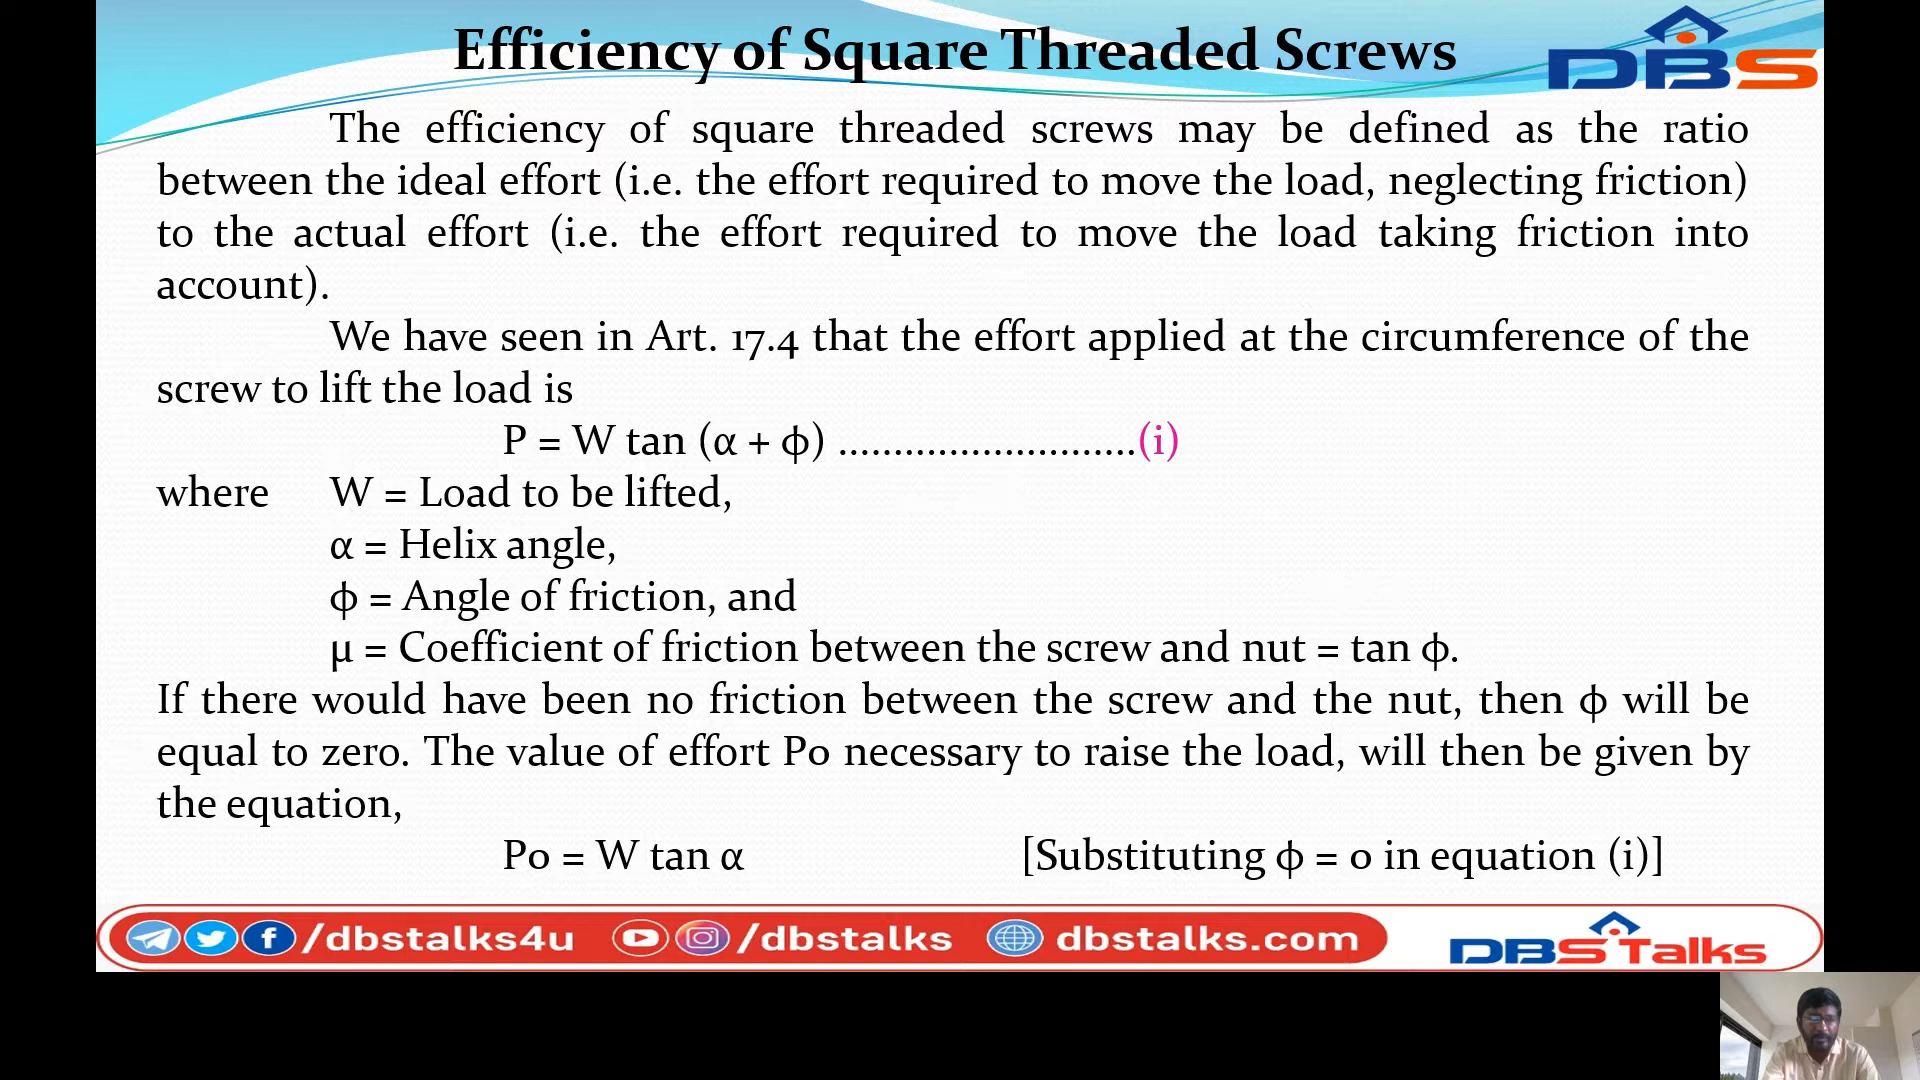 Efficiency of Square Threaded Screws
DBS
The efficiency of square threaded screws may be defined as the ratio
between the ideal effort (i.e. the effort required to move the load, neglecting friction)
to the actual effort (i.e. the effort required to move the load taking friction into
account).
We have seen in Art. 17.4 that the effort applied at the circumference of the
screw to lift the load is
P = W tan (α + ϕ) ...........................(i)
where W = Load to be lifted,
α = Helix angle,
ϕ = Angle of friction, and
μ = Coefficient of friction between the screw and nut = tan ϕ.
If there would have been no friction between the screw and the nut, then ϕ will be
equal to zero. The value of effort P0 necessary to raise the load, will then be given by
the equation,
P0 = W tan α [Substituting ϕ = 0 in equation (i)]
/dbstalks4u /dbstalks dbstalks.com DBS Talks